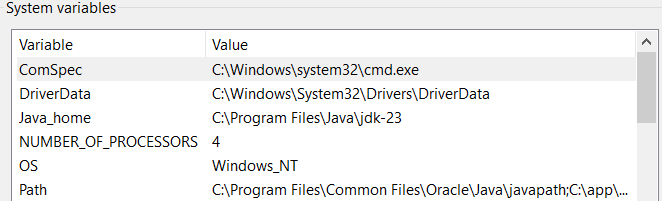 System variables
Variable Value
ComSpec C:\Windows\system32\cmd.exe
DriverData C:\Windows\System32\Drivers\DriverData
Java_home C:\Program Files\Java\jdk-23
NUMBER_OF_PROCESSORS 4
OS Windows_NT
Path C:\Program Files\Common Files\Oracle\Java\javapath;C:\app\...